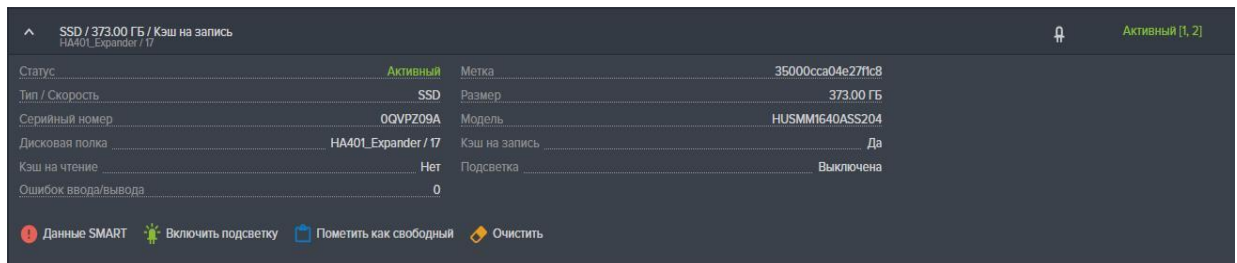 SSD / 373.00 ГБ / Кэш на запись
Активный [1, 2]
HA401_Expander / 17
Статус Активный Метка 35000cca04e27f1c8
Тип / Скорость SSD Размер 373.00 ГБ
Серийный номер 0QVPZ09A Модель HUSMM1640ASS204
Дисковая полка HA401_Expander / 17 Кэш на запись Да
Кэш на чтение Нет Подсветка Выключена
Ошибок ввода/вывода 0
Данные SMART Включить подсветку Пометить как свободный Очистить